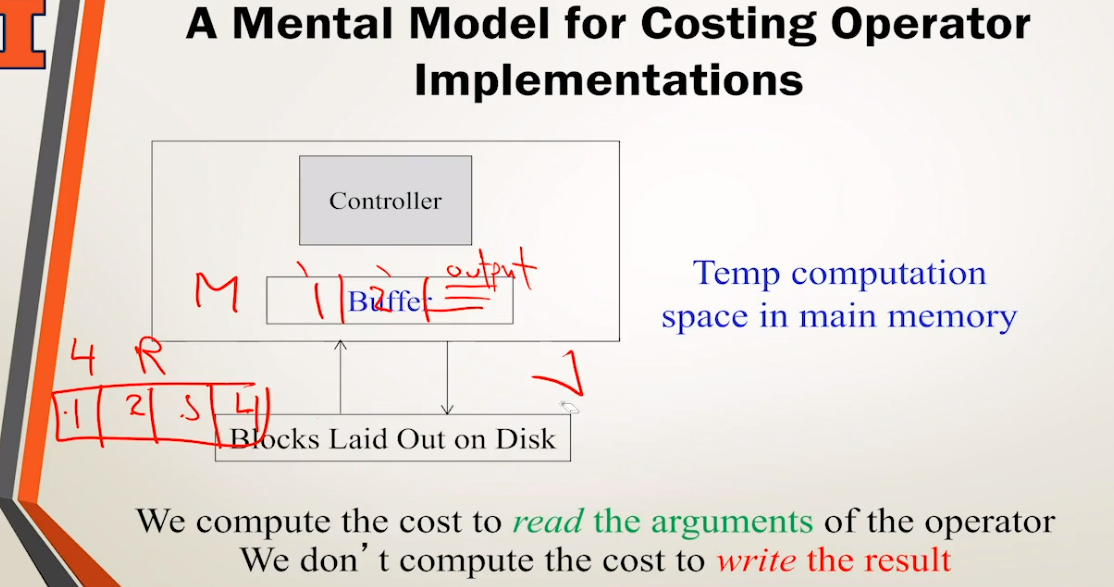 A Mental Model for Costing Operator
Implementations
Controller
output
M
1 Buffer 2
Temp computation
space in main memory
4 R
1 2 3 4
Blocks Laid Out on Disk
We compute the cost to read the arguments of the operator
We don't compute the cost to write the result